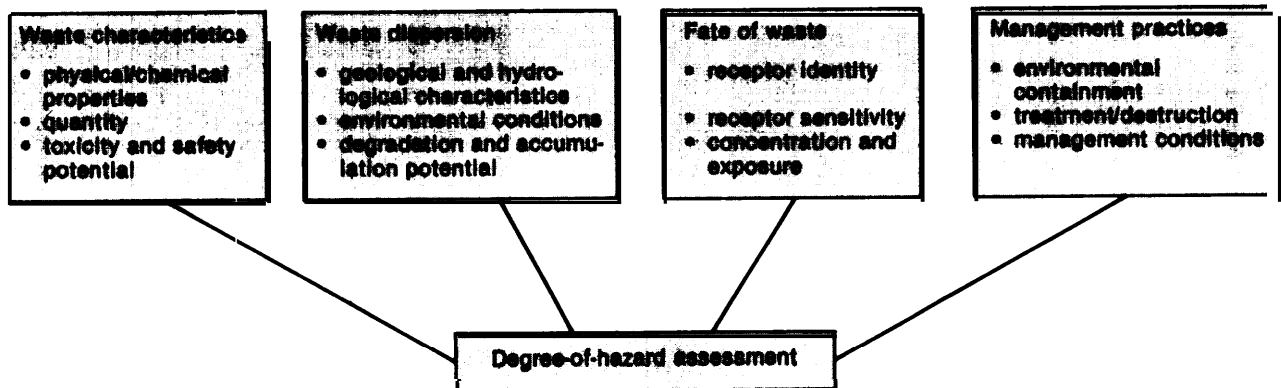 Waste characteristics
• physical/chemical
properties
• quantity
• toxicity and safety
potential
Waste dispersion
• geological and hydro-
logical characteristics
• environmental conditions
• degradation and accumu-
lation potential
Fate of waste
• receptor identity
• receptor sensitivity
• concentration and
exposure
Management practices
• environmental
containment
• treatment/destruction
• management conditions
Degree-of-hazard assessment